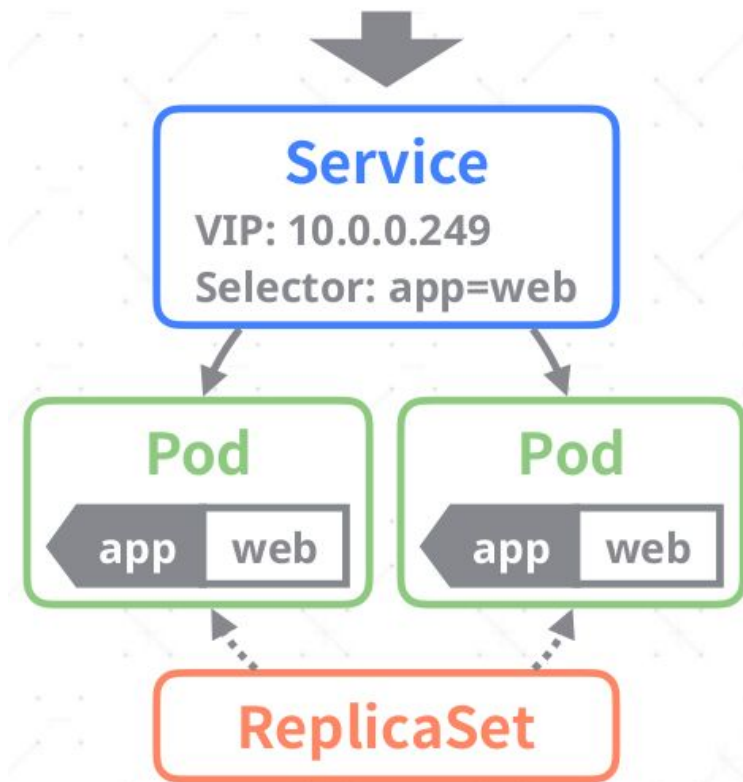 Service
VIP: 10.0.0.249
Selector: app=web
Pod
app web
Pod
app web
ReplicaSet